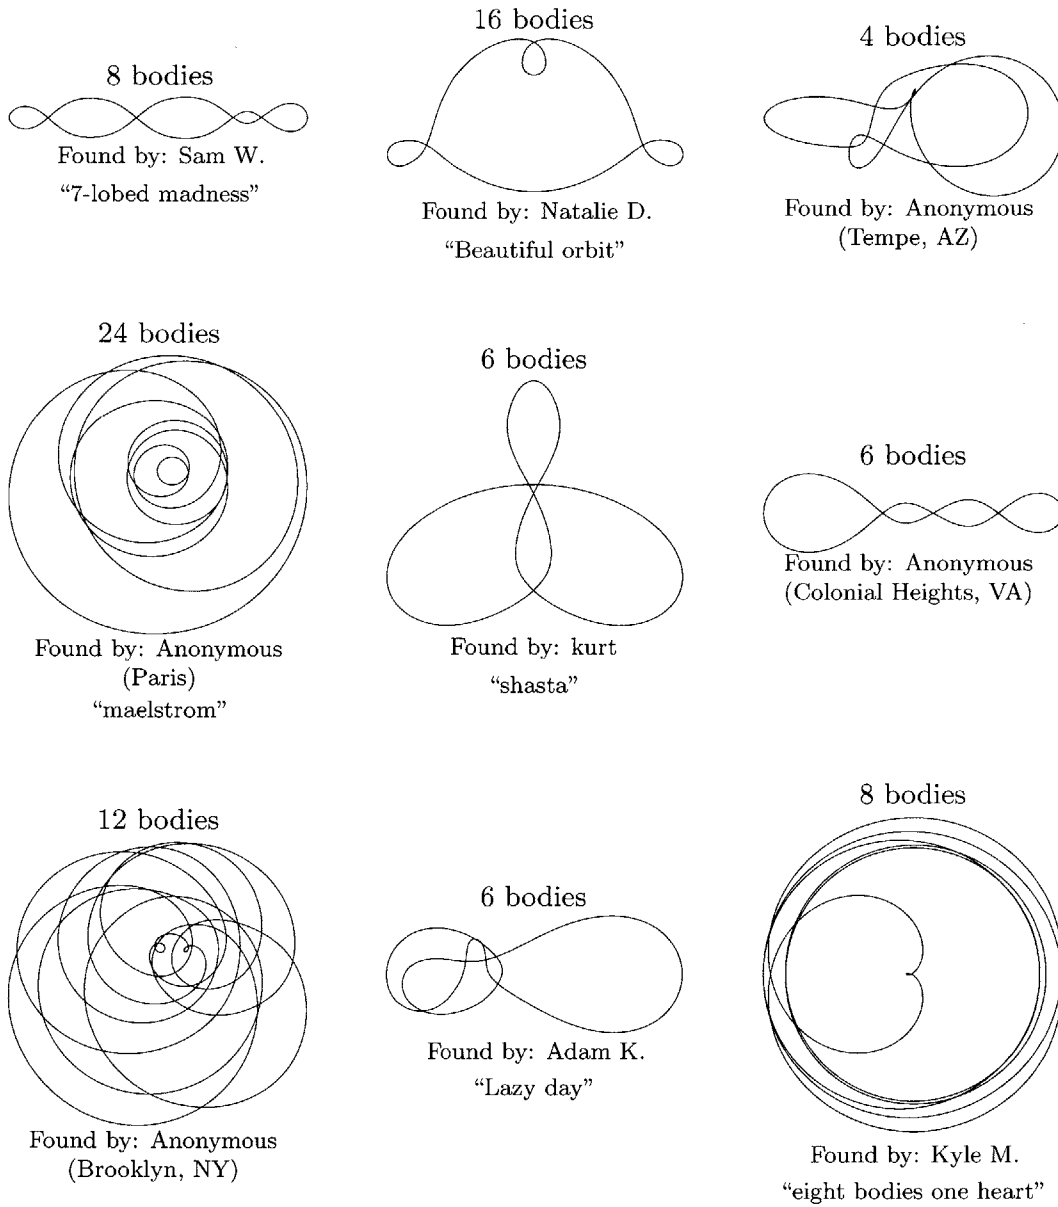 8 bodies
Found by: Sam W.
“7-lobed madness”
16 bodies
Found by: Natalie D.
“Beautiful orbit”
4 bodies
Found by: Anonymous
(Tempe, AZ)
24 bodies
Found by: Anonymous
(Paris)
“maelstrom”
6 bodies
Found by: kurt
“shasta”
6 bodies
Found by: Anonymous
(Colonial Heights, VA)
12 bodies
Found by: Anonymous
(Brooklyn, NY)
6 bodies
Found by: Adam K.
“Lazy day”
8 bodies
Found by: Kyle M.
“eight bodies one heart”